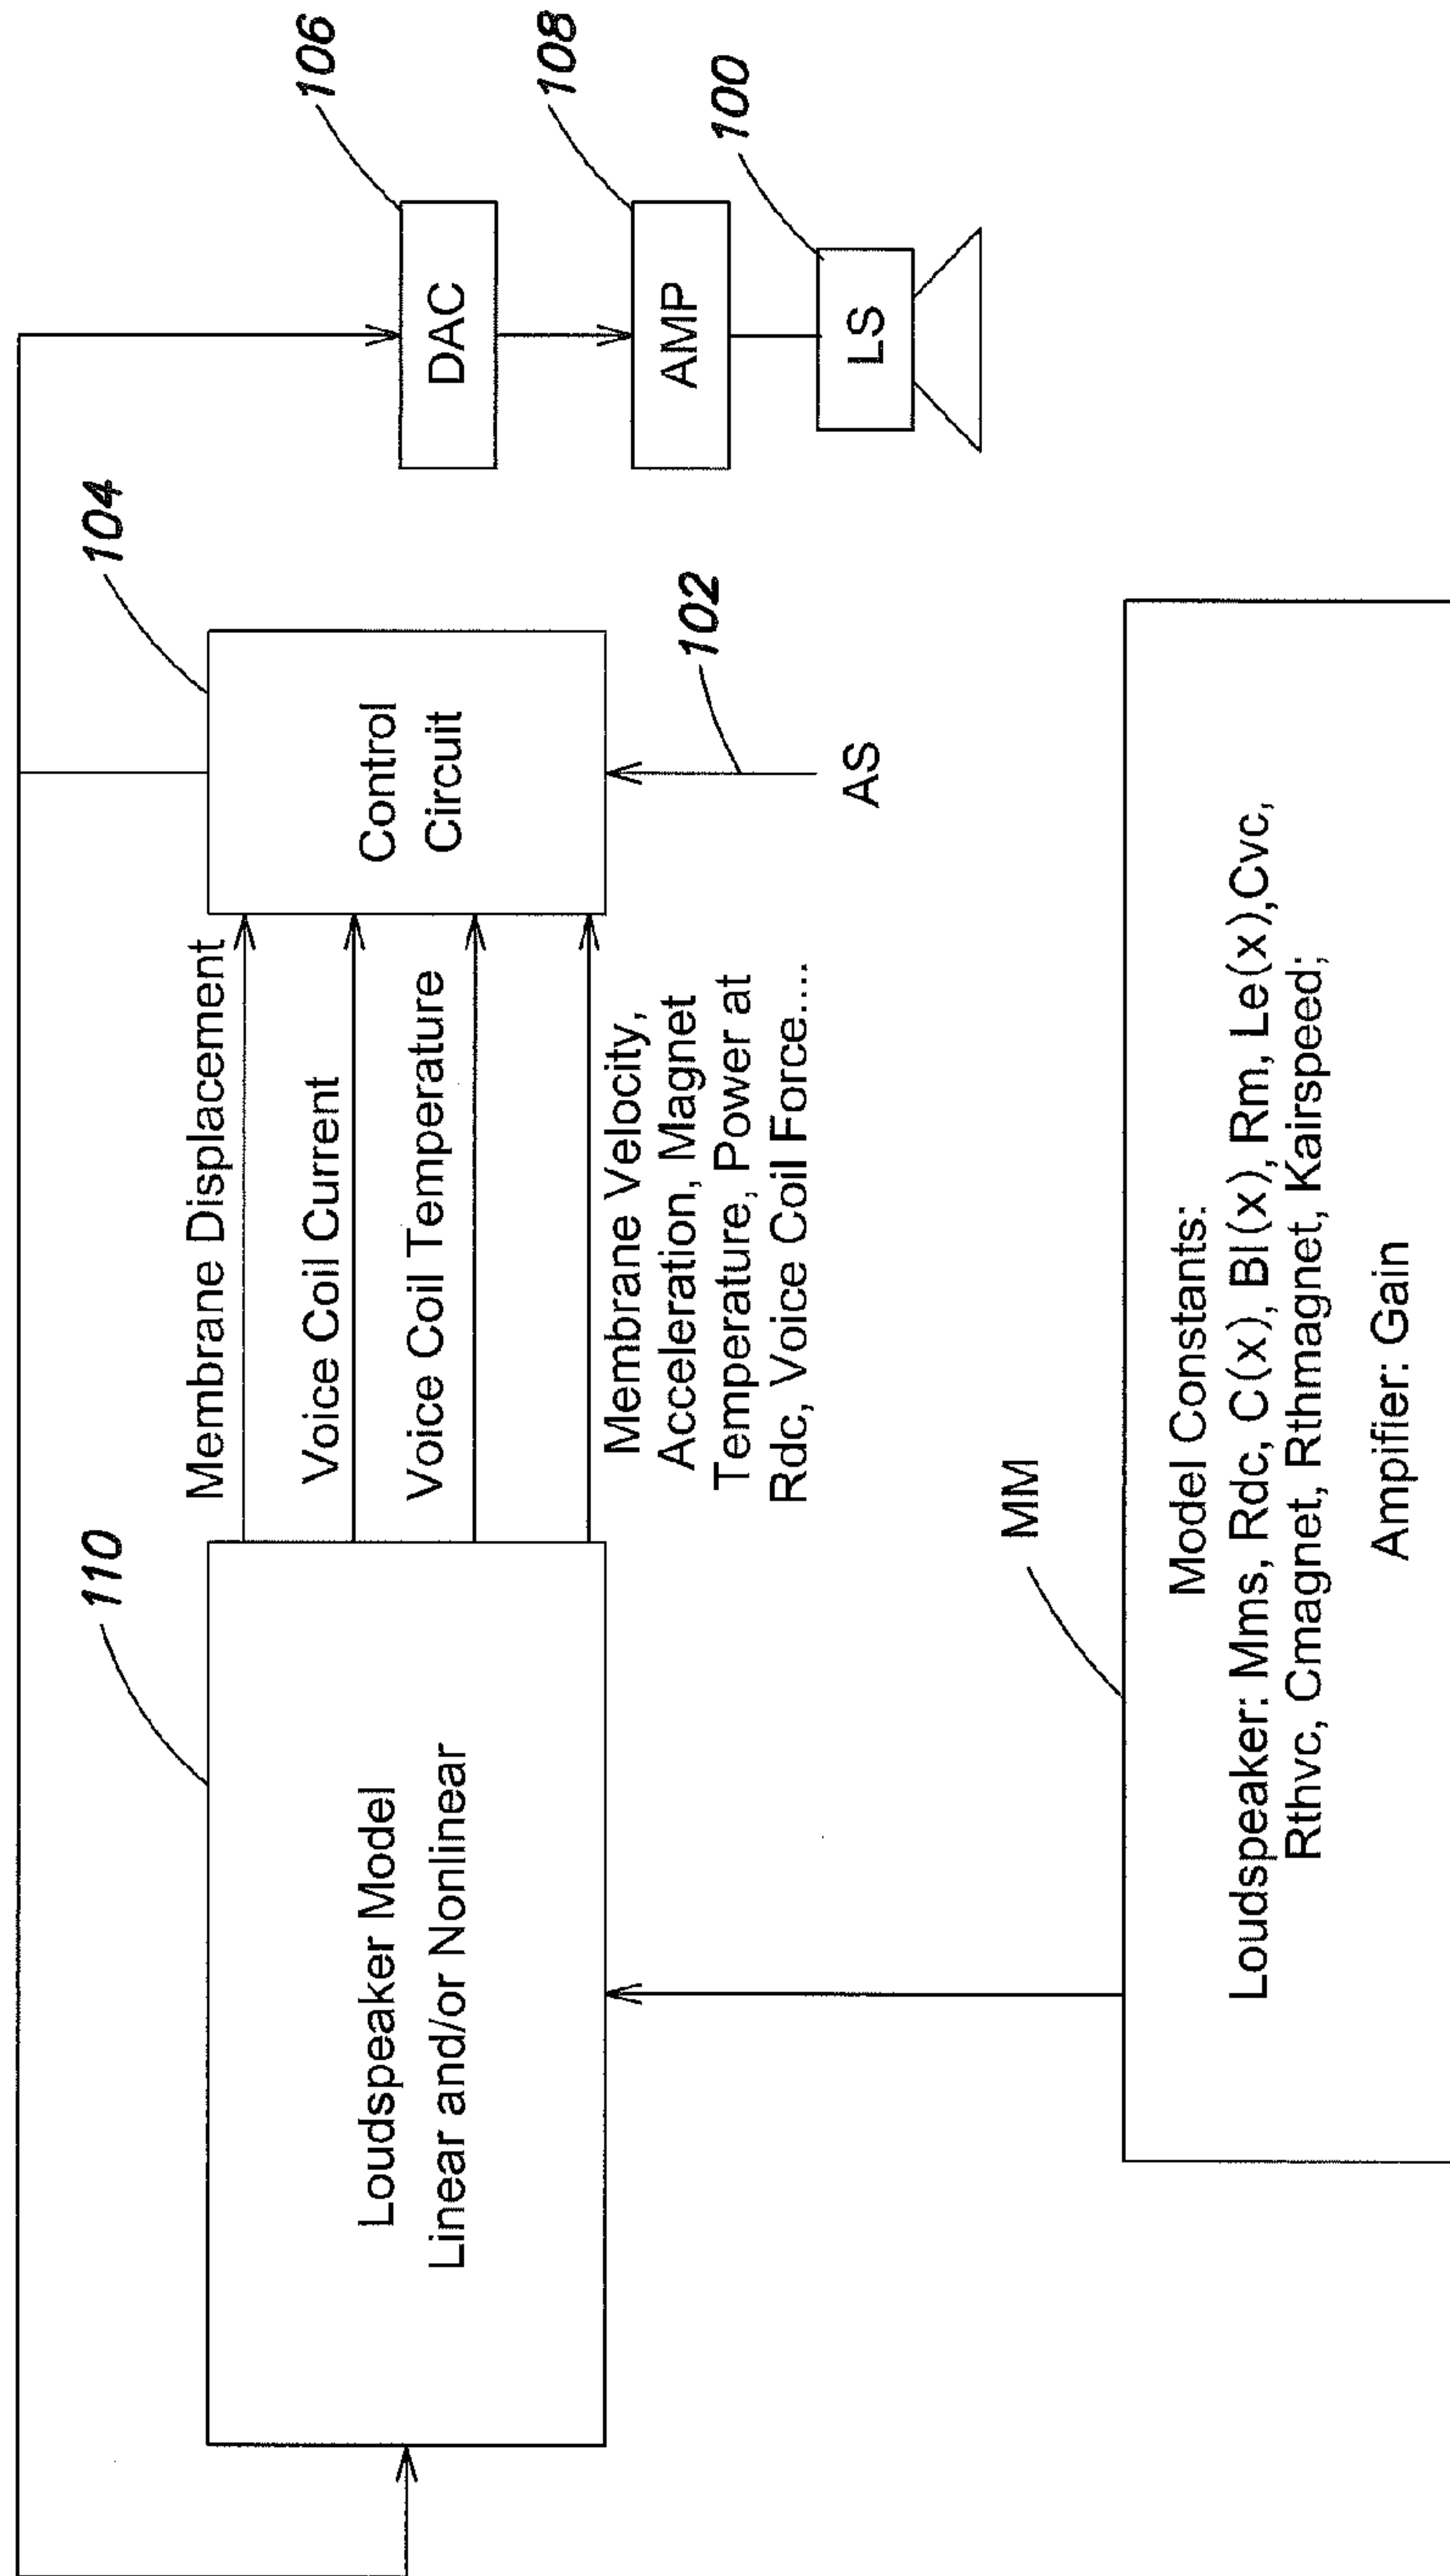 110
Loudspeaker Model
Linear and/or Nonlinear
Membrane Displacement
Voice Coil Current
Voice Coil Temperature
Membrane Velocity,
Acceleration, Magnet
Temperature, Power at
Rdc, Voice Coil Force....
104
Control
Circuit
102
AS
106
DAC
108
AMP
100
LS
MM
Model Constants:
Loudspeaker: Mms, Rdc, C(x), Bl(x), Rm, Le(x),Cvc,
Rthvc, Cmagnet, Rthmagnet, Kairspeed;
Ampifier: Gain